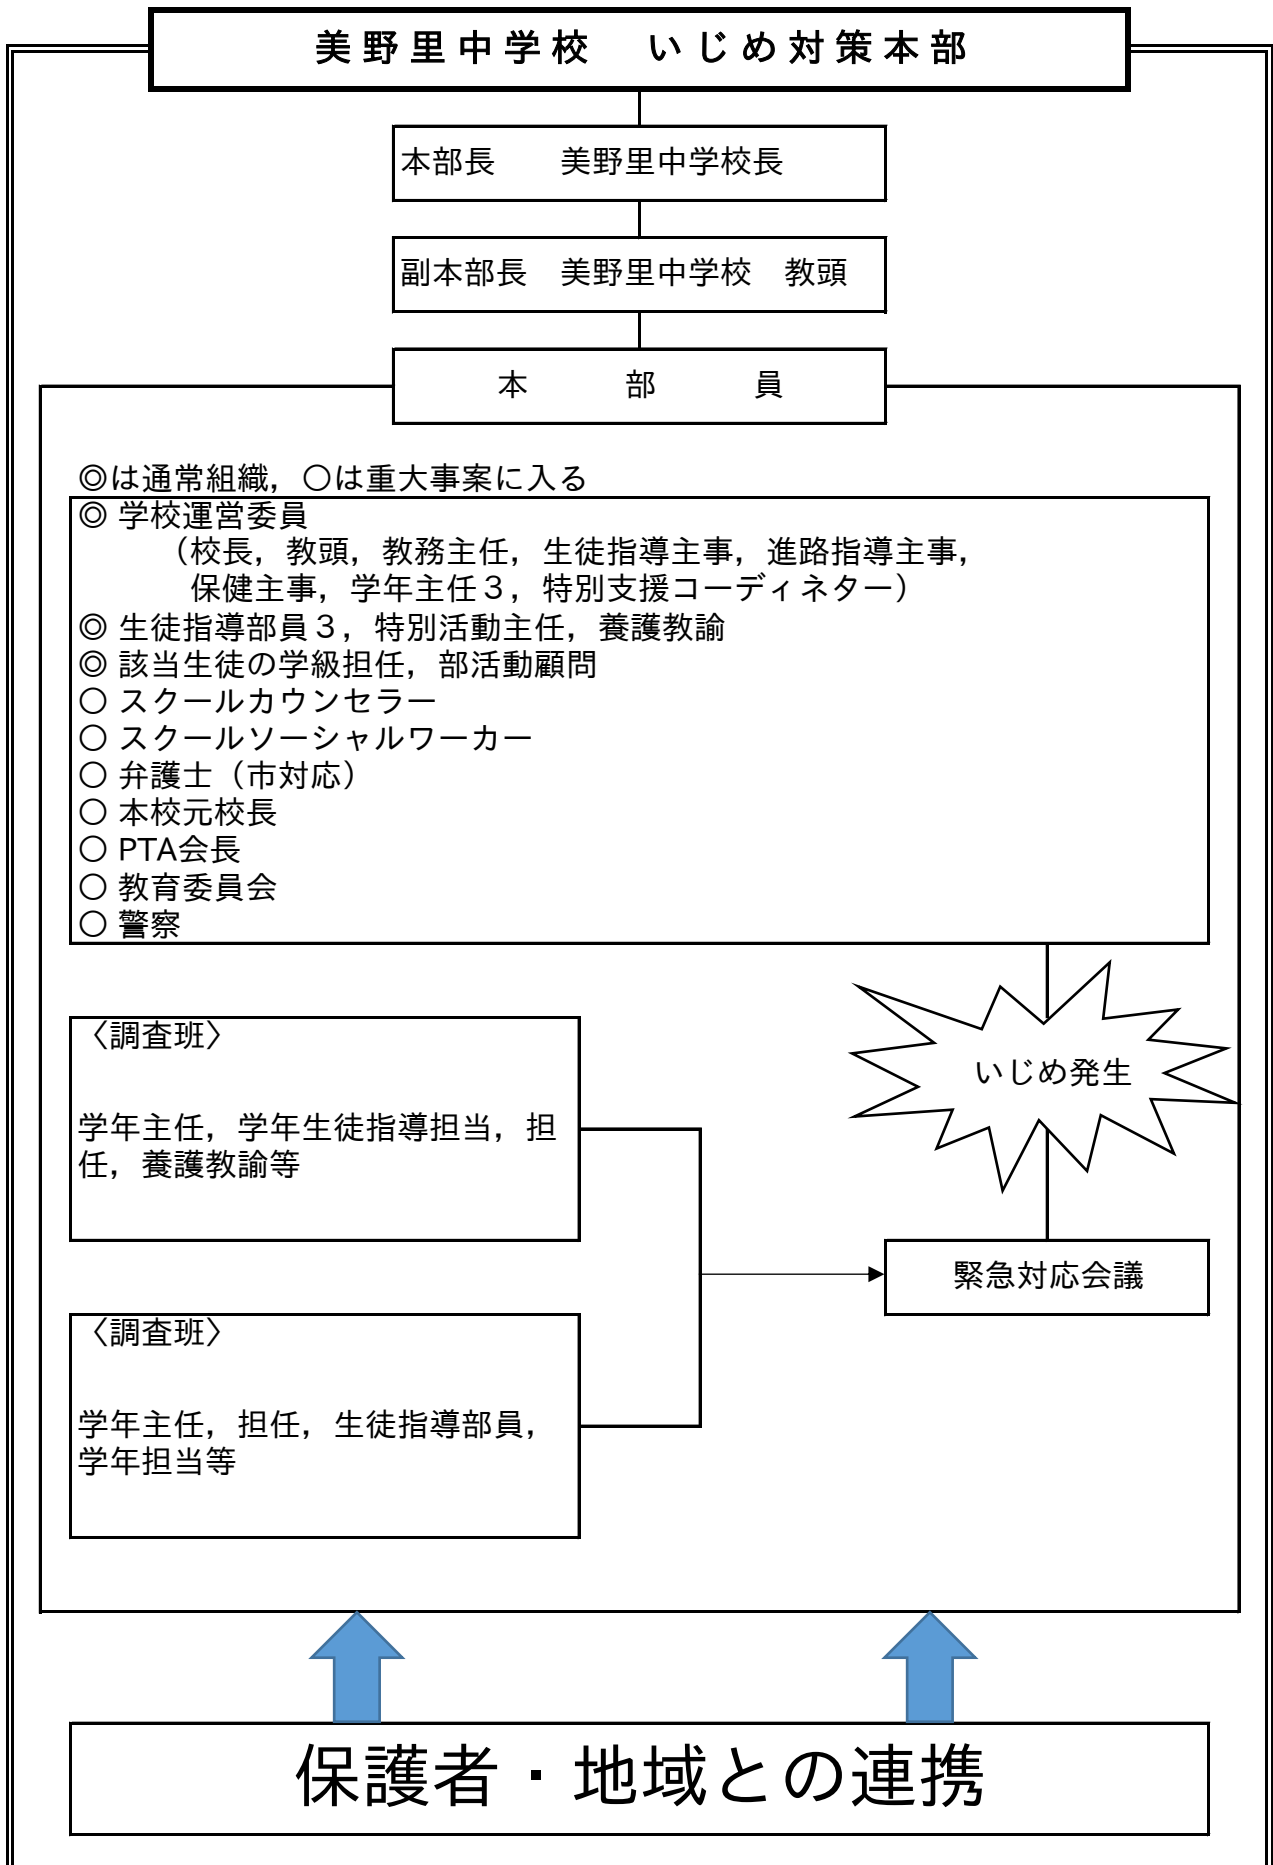 美野里中学校　いじめ対策本部
本部長　　美野里中学校長
副本部長　美野里中学校　教頭
本　　　部　　　員
◎は通常組織，○は重大事案に入る
◎ 学校運営委員
（校長，教頭，教務主任，生徒指導主事，進路指導主事，
保健主事，学年主任３，特別支援コーディネター）
◎ 生徒指導部員３，特別活動主任，養護教諭
◎ 該当生徒の学級担任，部活動顧問
○ スクールカウンセラー
○ スクールソーシャルワーカー
○ 弁護士（市対応）
○ 本校元校長
○ PTA会長
○ 教育委員会
○ 警察
いじめ発生
〈調査班〉
学年主任，学年生徒指導担当，担
任，養護教諭等
緊急対応会議
〈調査班〉
学年主任，担任，生徒指導部員，
学年担当等
保護者・地域との連携